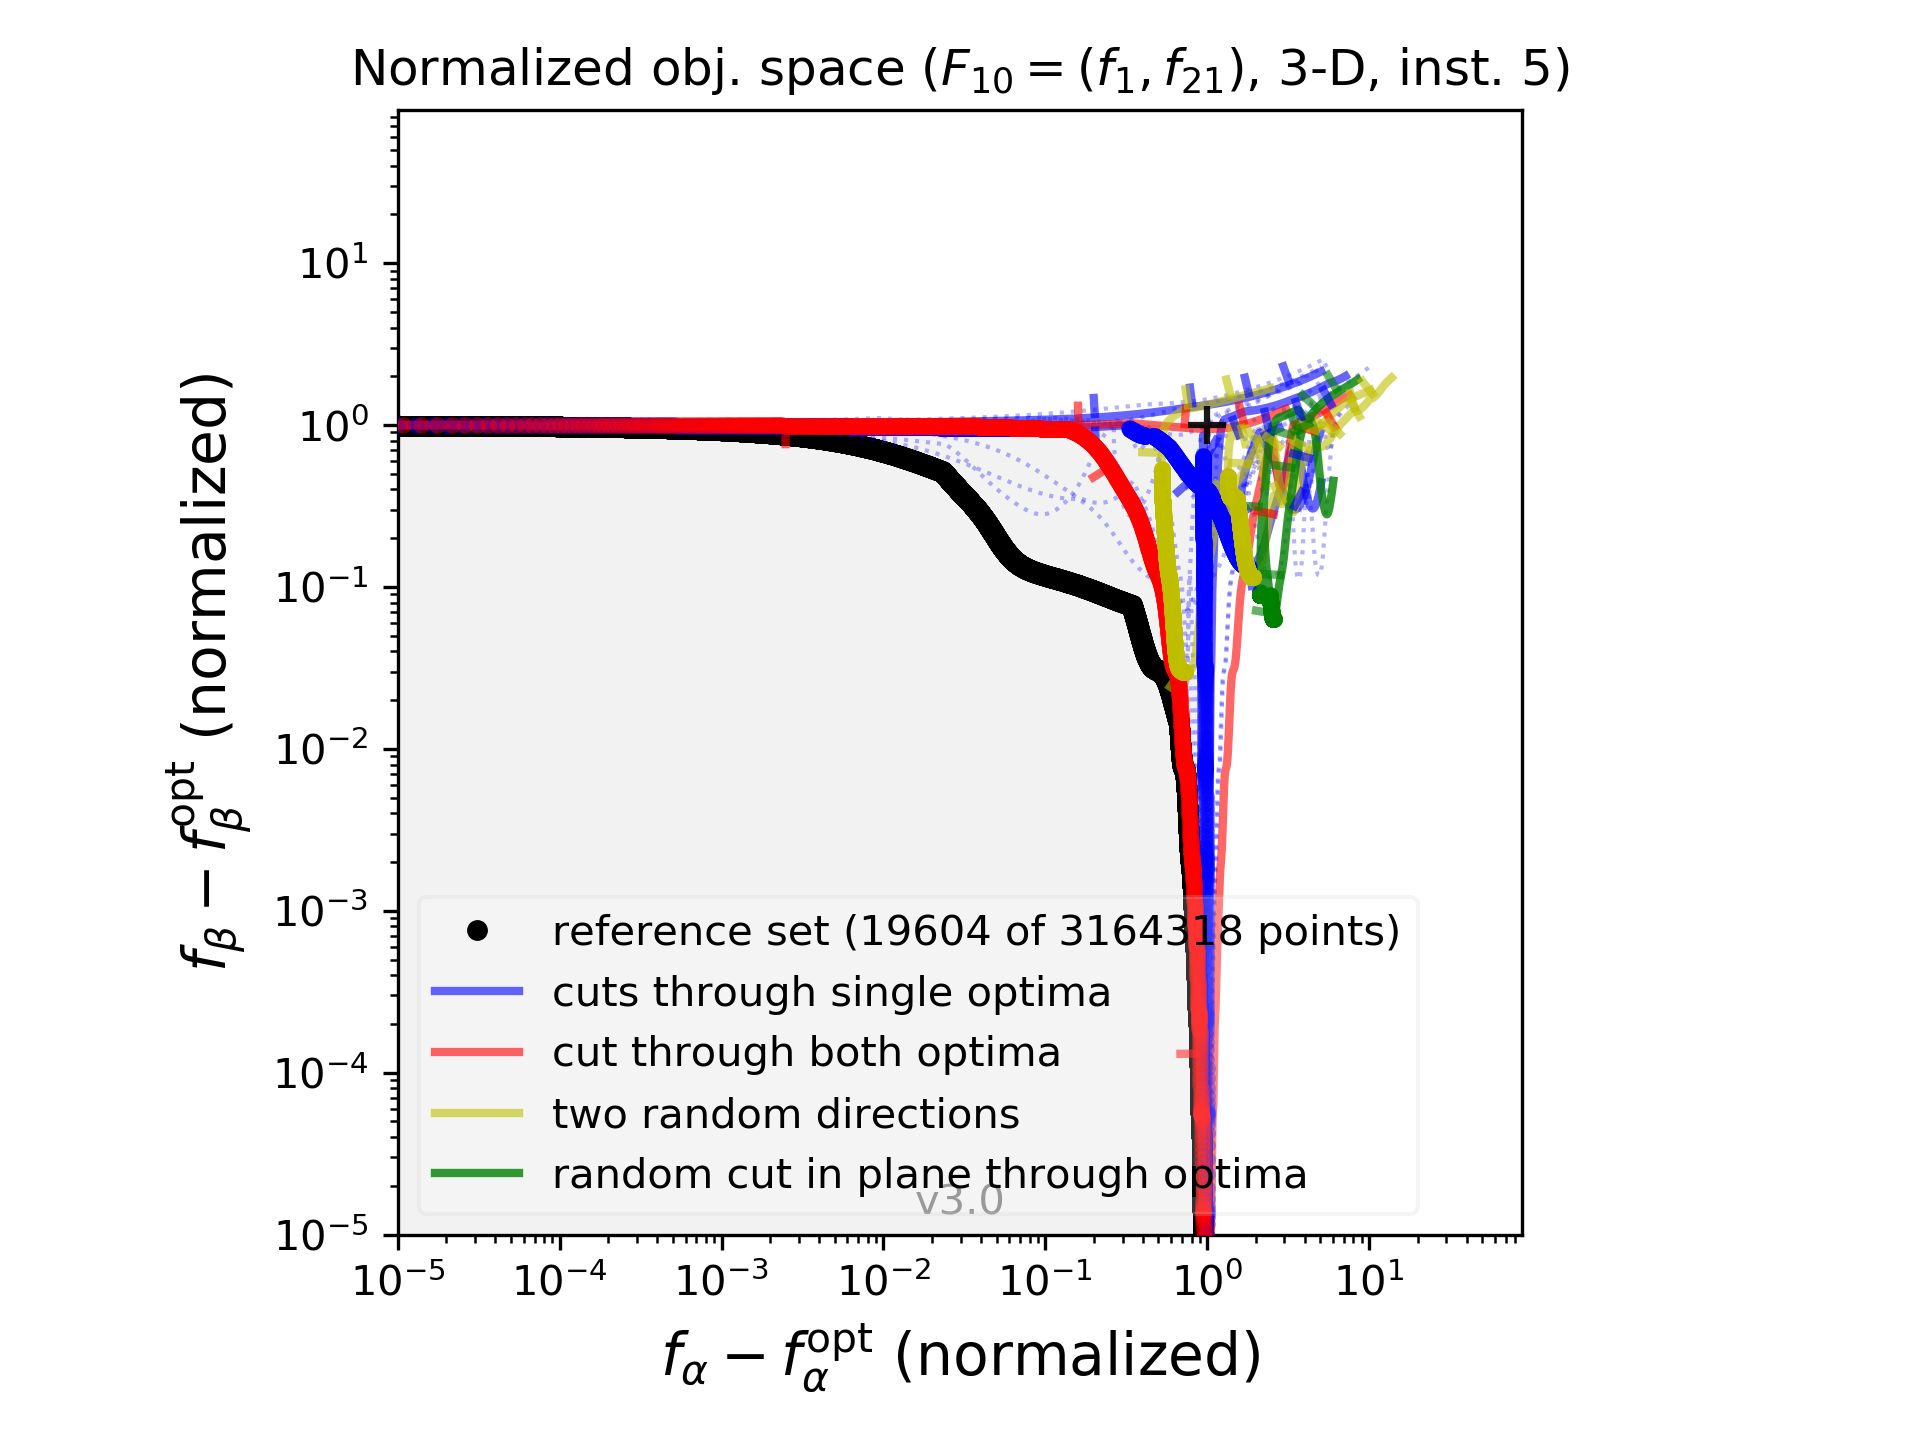 Normalized obj. space (F₁₀ = (f₁, f₂₁), 3-D, inst. 5)
f_β − f_β^opt (normalized)
10¹
10⁰
10⁻¹
10⁻²
10⁻³
10⁻⁴
10⁻⁵
reference set (19604 of 3164318 points)
cuts through single optima
cut through both optima
two random directions
random cut in plane through optima
v3.0
10⁻⁵ 10⁻⁴ 10⁻³ 10⁻² 10⁻¹ 10⁰ 10¹
f_α − f_α^opt (normalized)